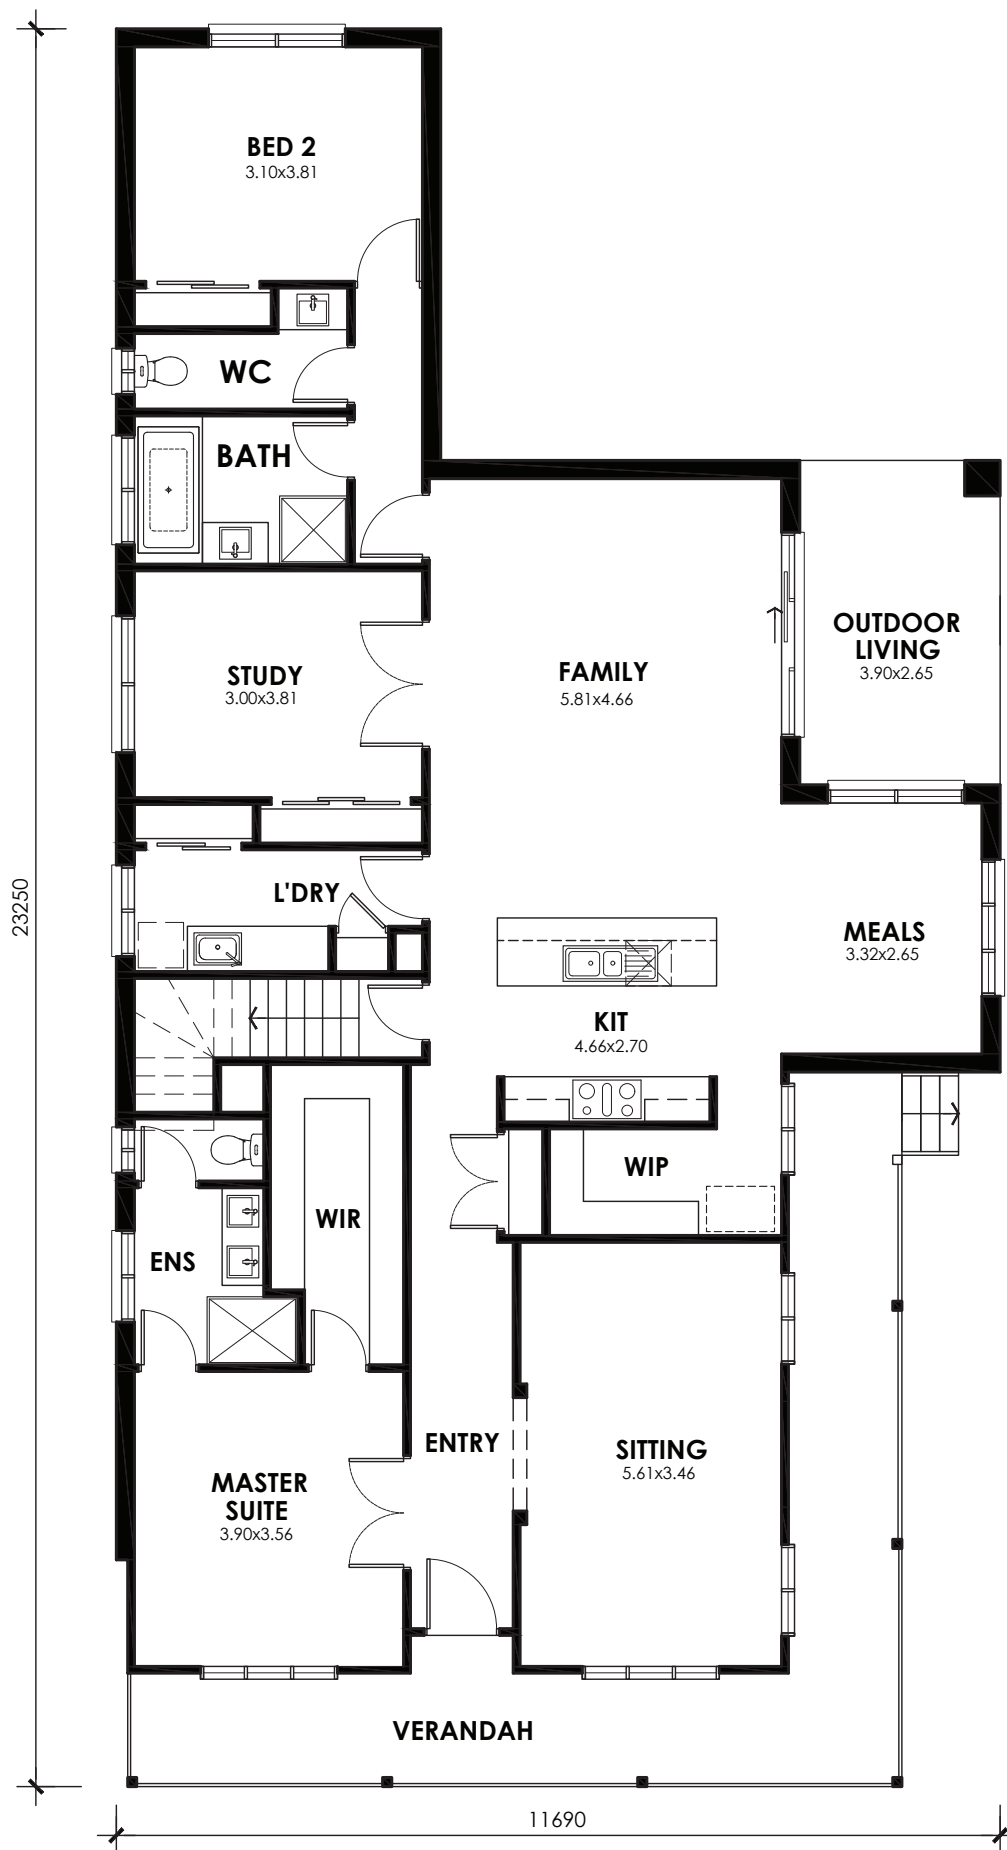 BED 2
3.10x3.81
WC
BATH
STUDY
3.00x3.81
FAMILY
5.81x4.66
OUTDOOR
LIVING
3.90x2.65
L'DRY
23250
MEALS
3.32x2.65
KIT
4.66x2.70
WIP
WIR
ENS
ENTRY
SITTING
5.61x3.46
MASTER
SUITE
3.90x3.56
VERANDAH
11690